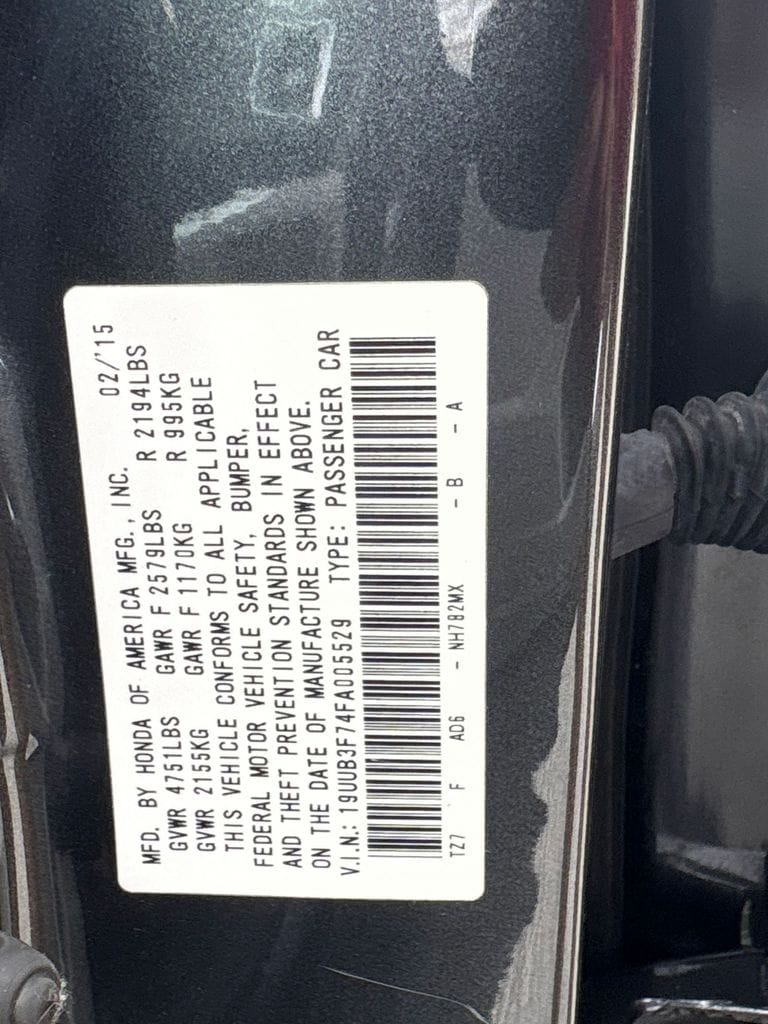 MFD. BY HONDA OF AMERICA MFG., INC. 02/'15
GVWR 4751LBS GAWR F 2579LBS R 2194LBS
GVWR 2155KG GAWR F 1170KG R 995KG
THIS VEHICLE CONFORMS TO ALL APPLICABLE
FEDERAL MOTOR VEHICLE SAFETY, BUMPER,
AND THEFT PREVENTION STANDARDS IN EFFECT
ON THE DATE OF MANUFACTURE SHOWN ABOVE.
V.I.N.: 19UUB3F74FA005529 TYPE: PASSENGER CAR
TZ7 F AD6 - NH782MX - B - A